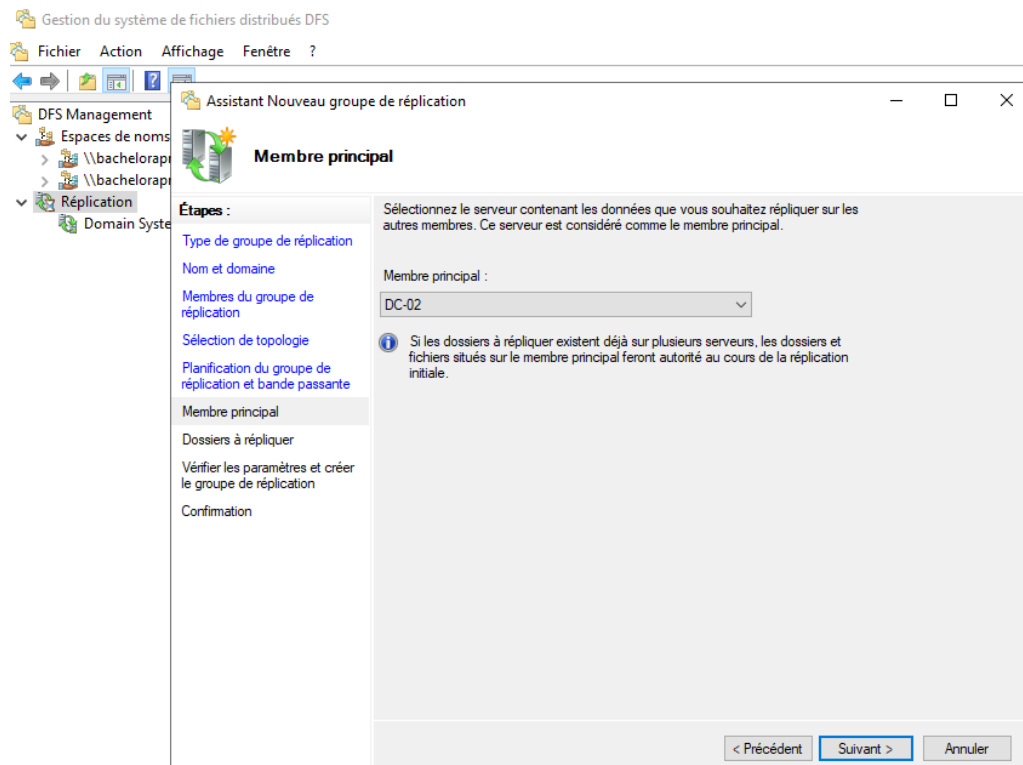 Gestion du système de fichiers distribués DFS
Fichier Action Affichage Fenêtre ?
DFS Management
Espaces de noms
\\bachelorapr
\\bachelorapr
Réplication
Domain Syste
Assistant Nouveau groupe de réplication
Membre principal
Étapes :
Type de groupe de réplication
Nom et domaine
Membres du groupe de
réplication
Sélection de topologie
Planification du groupe de
réplication et bande passante
Membre principal
Dossiers à répliquer
Vérifier les paramètres et créer
le groupe de réplication
Confirmation
Sélectionnez le serveur contenant les données que vous souhaitez répliquer sur les
autres membres. Ce serveur est considéré comme le membre principal.
Membre principal :
DC-02
Si les dossiers à répliquer existent déjà sur plusieurs serveurs, les dossiers et
fichiers situés sur le membre principal feront autorité au cours de la réplication
initiale.
< Précédent Suivant > Annuler